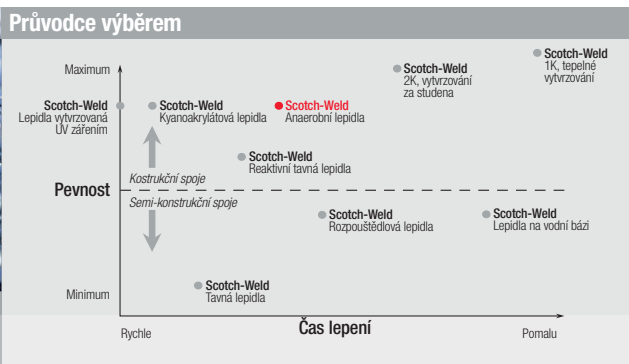 Průvodce výběrem
Scotch-Weld
1K, tepelné
vytvrzování
Maximum
Scotch-Weld
2K, vytvrzování
za studena
Scotch-Weld
Lepidla vytvrzovaná
UV zářením
Scotch-Weld
Kyanoakrylátová lepidla
Scotch-Weld
Anaerobní lepidla
Scotch-Weld
Reaktivní tavná lepidla
Kostrukční spoje
Pevnost
Semi-konstrukční spoje
Scotch-Weld
Rozpouštědlová lepidla
Scotch-Weld
Lepidla na vodní bázi
Scotch-Weld
Tavná lepidla
Minimum
Rychle
Čas lepení
Pomalu